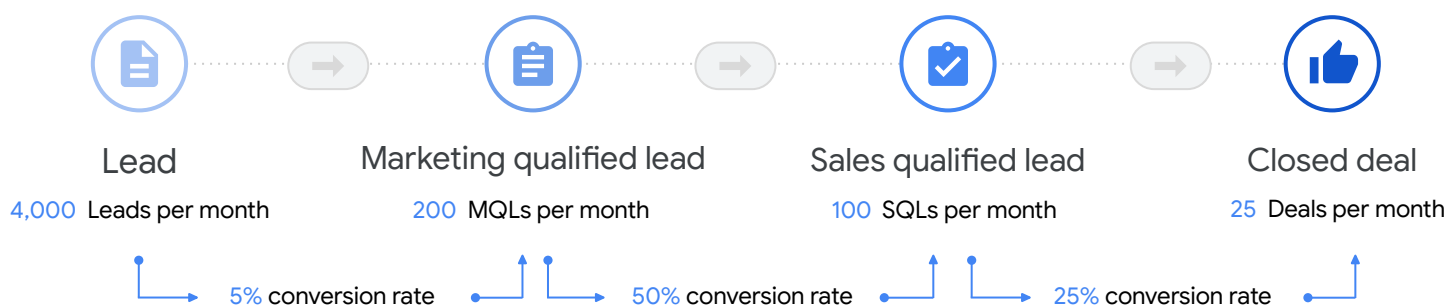 Lead
Marketing qualified lead
Sales qualified lead
Closed deal
4,000 Leads per month
200 MQLs per month
100 SQLs per month
25 Deals per month
5% conversion rate
50% conversion rate
25% conversion rate